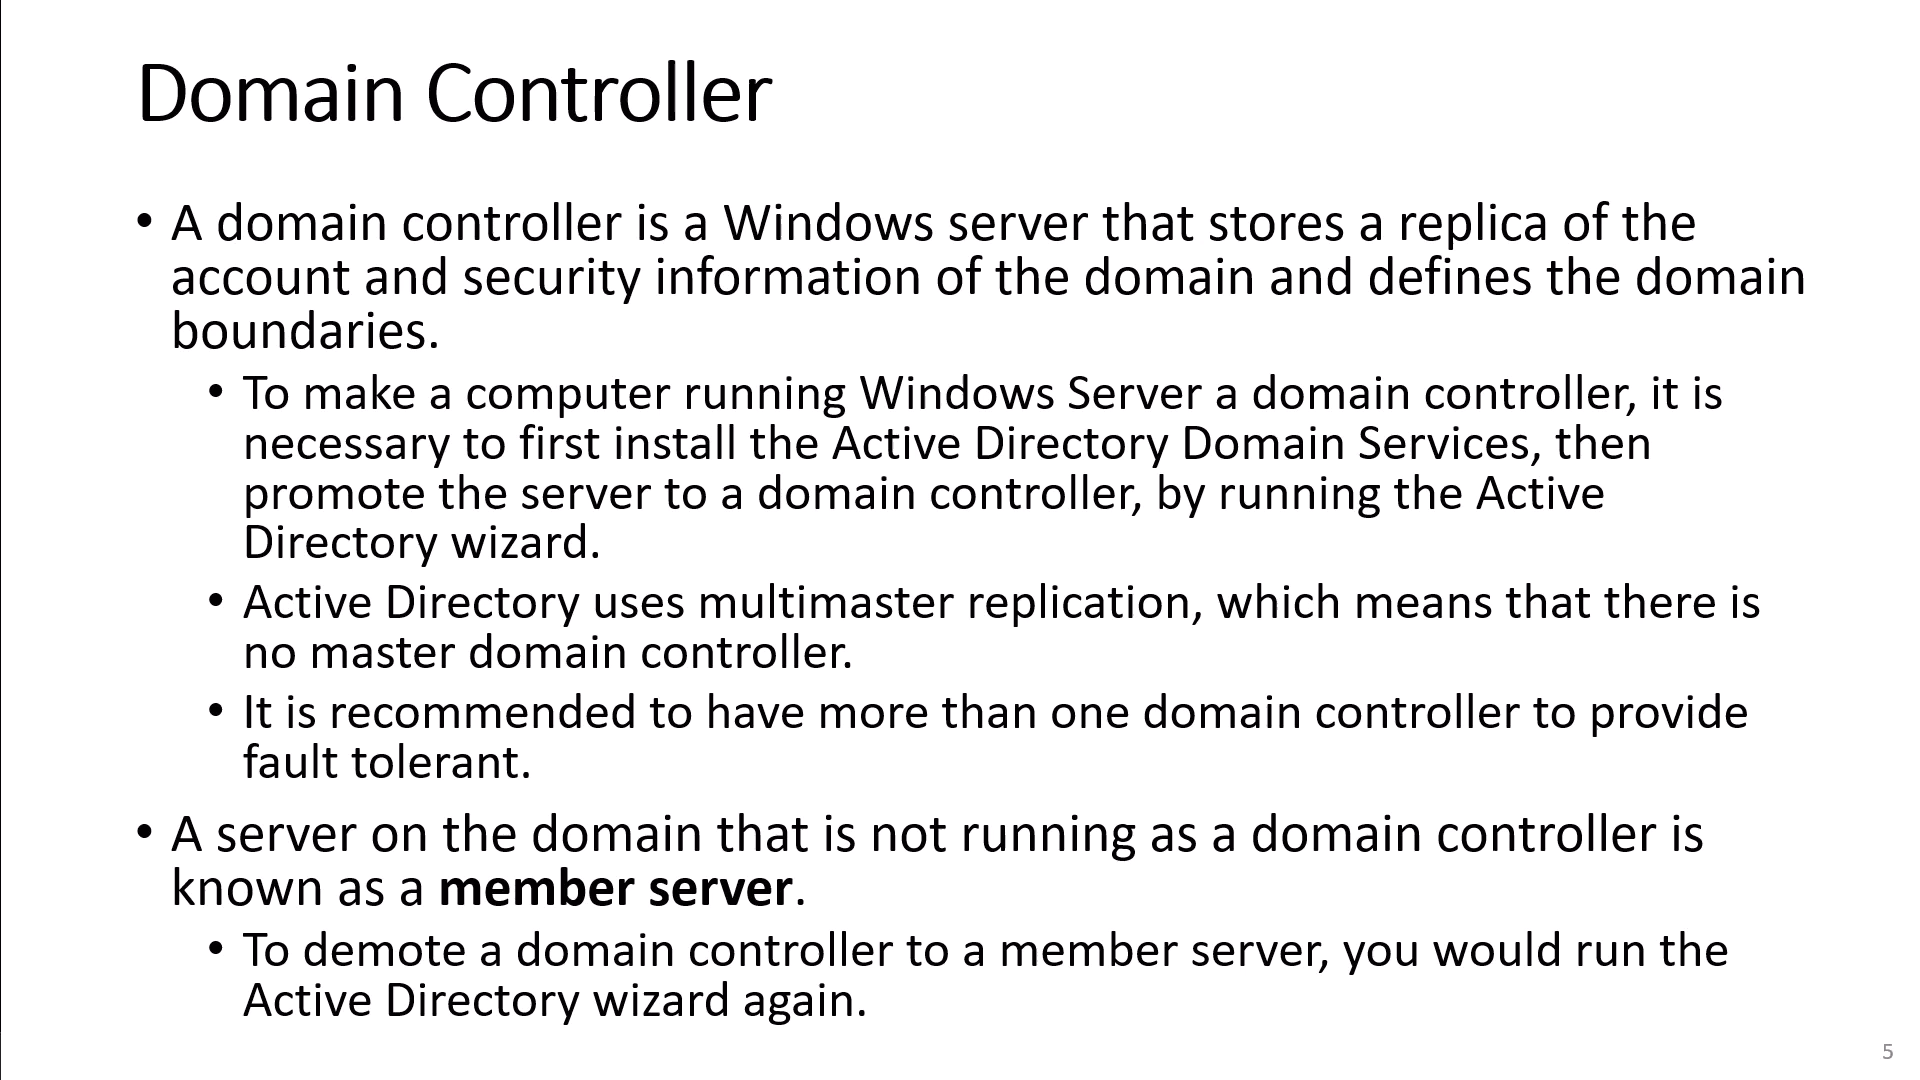 Domain Controller
• A domain controller is a Windows server that stores a replica of the
account and security information of the domain and defines the domain
boundaries.
• To make a computer running Windows Server a domain controller, it is
necessary to first install the Active Directory Domain Services, then
promote the server to a domain controller, by running the Active
Directory wizard.
• Active Directory uses multimaster replication, which means that there is
no master domain controller.
• It is recommended to have more than one domain controller to provide
fault tolerant.
• A server on the domain that is not running as a domain controller is
known as a member server.
• To demote a domain controller to a member server, you would run the
Active Directory wizard again.
5